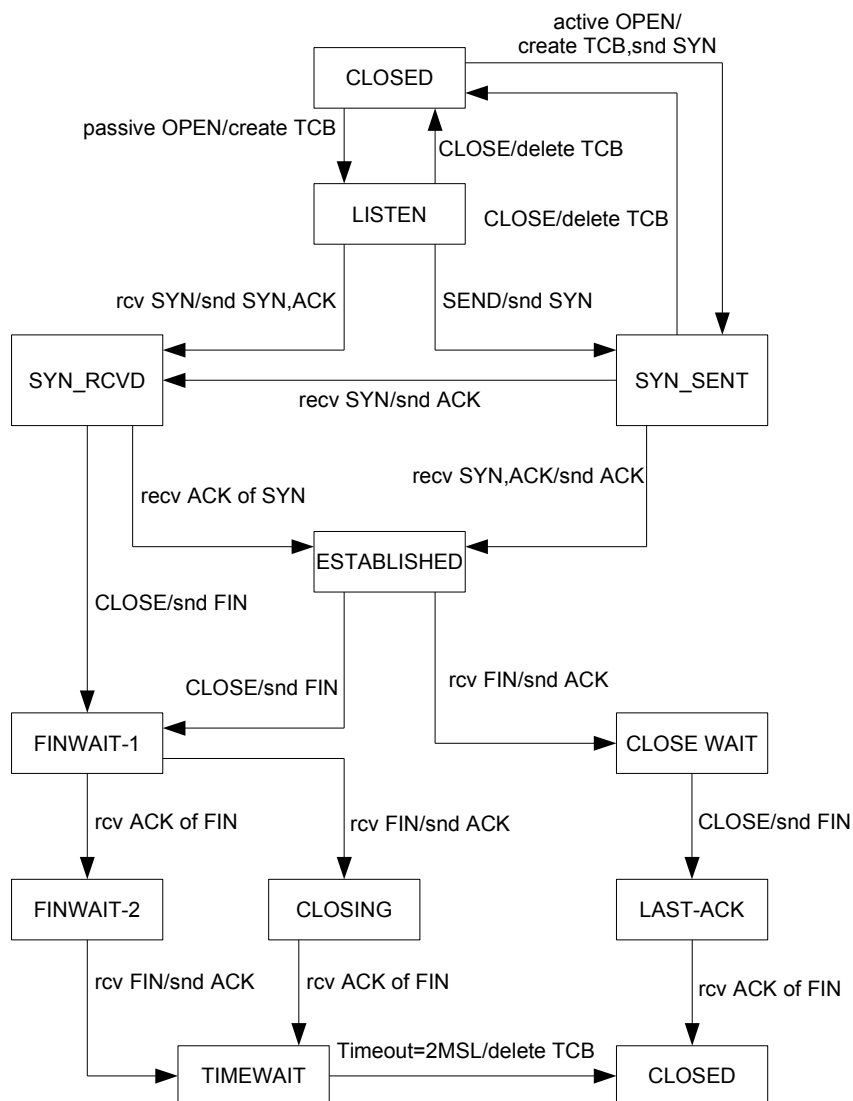 active OPEN/
create TCB,snd SYN
CLOSED
passive OPEN/create TCB
CLOSE/delete TCB
LISTEN
CLOSE/delete TCB
rcv SYN/snd SYN,ACK
SEND/snd SYN
SYN_RCVD
SYN_SENT
recv SYN/snd ACK
recv SYN,ACK/snd ACK
recv ACK of SYN
ESTABLISHED
CLOSE/snd FIN
CLOSE/snd FIN
rcv FIN/snd ACK
FINWAIT-1
CLOSE WAIT
rcv ACK of FIN
rcv FIN/snd ACK
CLOSE/snd FIN
FINWAIT-2
CLOSING
LAST-ACK
rcv FIN/snd ACK
rcv ACK of FIN
rcv ACK of FIN
Timeout=2MSL/delete TCB
TIMEWAIT
CLOSED